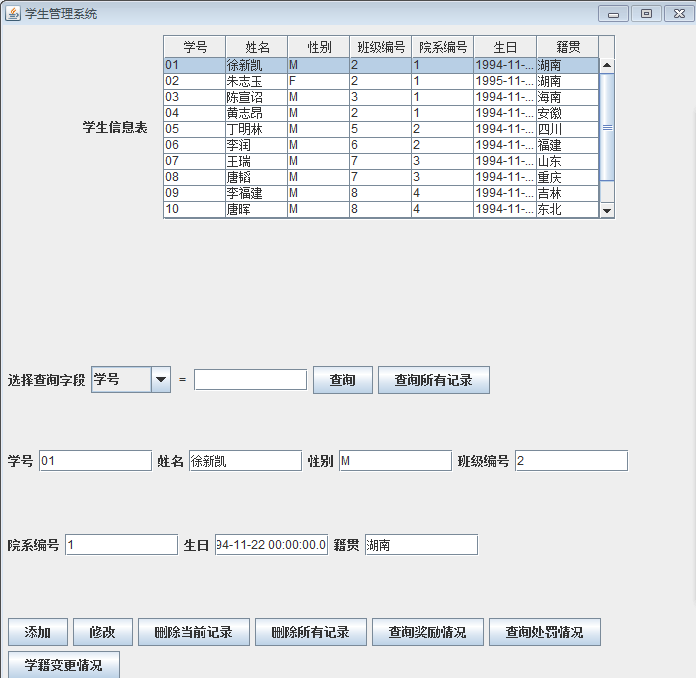 学生管理系统
学号 姓名 性别 班级编号 院系编号 生日 籍贯
01 徐新凯 M 2 1 1994-11-... 湖南
02 朱志玉 F 2 1 1995-11-... 湖南
03 陈宣诏 M 3 1 1994-11-... 海南
04 黄志昂 M 2 1 1994-11-... 安徽
学生信息表
05 丁明林 M 5 2 1994-11-... 四川
06 李润 M 6 2 1994-11-... 福建
07 王瑞 M 7 3 1994-11-... 山东
08 唐韬 M 7 3 1994-11-... 重庆
09 李福建 M 8 4 1994-11-... 吉林
10 唐晖 M 8 4 1994-11-... 东北
选择查询字段 学号 = 查询 查询所有记录
学号 01 姓名 徐新凯 性别 M 班级编号 2
院系编号 1 生日 94-11-22 00:00:00.0 籍贯 湖南
添加 修改 删除当前记录 删除所有记录 查询奖励情况 查询处罚情况
学籍变更情况